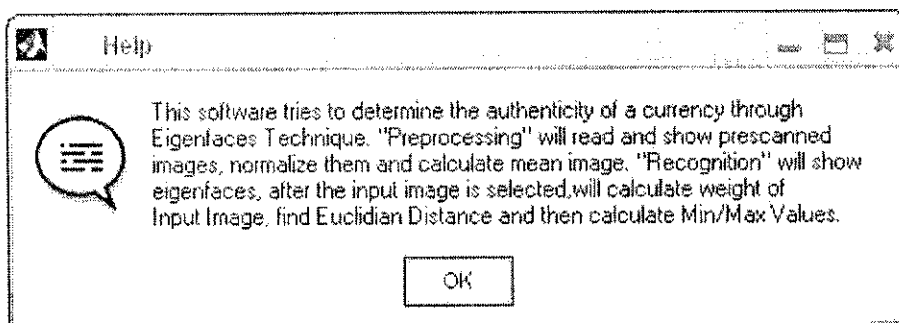 Help
This software tries to determine the authenticity of a currency through
Eigenfaces Technique. "Preprocessing" will read and show prescanned
images, normalize them and calculate mean image. "Recognition" will show
eigenfaces, after the input image is selected,will calculate weight of
Input Image, find Euclidian Distance and then calculate Min/Max Values.
OK